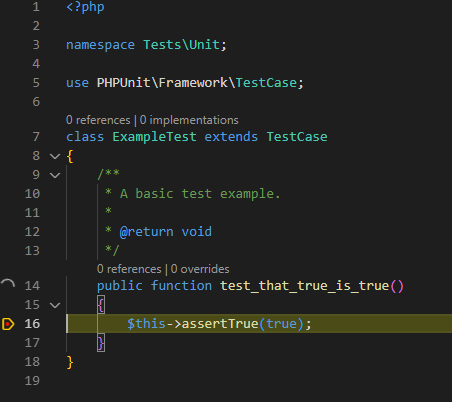 1 <?php
2
3 namespace Tests\Unit;
4
5 use PHPUnit\Framework\TestCase;
6
0 references | 0 implementations
7 class ExampleTest extends TestCase
8 {
9 /**
10 * A basic test example.
11 *
12 * @return void
13 */
0 references | 0 overrides
14 public function test_that_true_is_true()
15 {
16 $this->assertTrue(true);
17 }
18 }
19